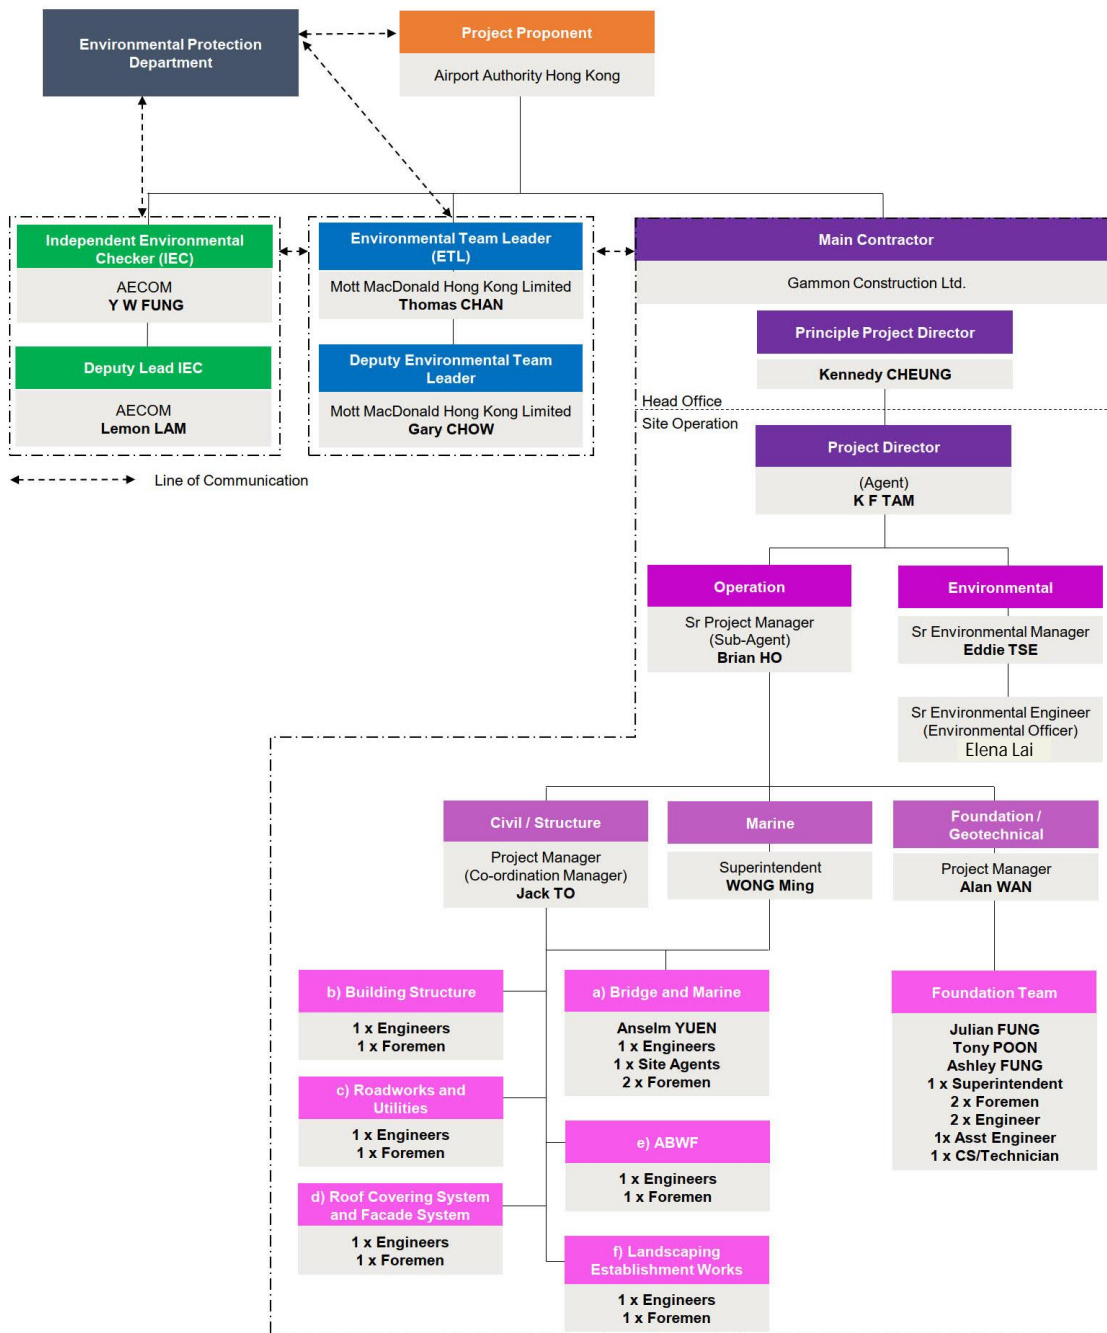 Environmental Protection
Department
Project Proponent
Airport Authority Hong Kong
Independent Environmental
Checker (IEC)
AECOM
Y W FUNG
Deputy Lead IEC
AECOM
Lemon LAM
Environmental Team Leader
(ETL)
Mott MacDonald Hong Kong Limited
Thomas CHAN
Deputy Environmental Team
Leader
Mott MacDonald Hong Kong Limited
Gary CHOW
Main Contractor
Gammon Construction Ltd.
Principle Project Director
Kennedy CHEUNG
Head Office
Site Operation
Line of Communication
Project Director
(Agent)
K F TAM
Operation
Sr Project Manager
(Sub-Agent)
Brian HO
Environmental
Sr Environmental Manager
Eddie TSE
Sr Environmental Engineer
(Environmental Officer)
Elena Lai
Civil / Structure
Project Manager
(Co-ordination Manager)
Jack TO
Marine
Superintendent
WONG Ming
Foundation /
Geotechnical
Project Manager
Alan WAN
b) Building Structure
1 x Engineers
1 x Foremen
a) Bridge and Marine
Anselm YUEN
1 x Engineers
1 x Site Agents
2 x Foremen
Foundation Team
Julian FUNG
Tony POON
Ashley FUNG
1 x Superintendent
2 x Foremen
2 x Engineer
1x Asst Engineer
1 x CS/Technician
c) Roadworks and
Utilities
1 x Engineers
1 x Foremen
e) ABWF
1 x Engineers
1 x Foremen
d) Roof Covering System
and Facade System
1 x Engineers
1 x Foremen
f) Landscaping
Establishment Works
1 x Engineers
1 x Foremen